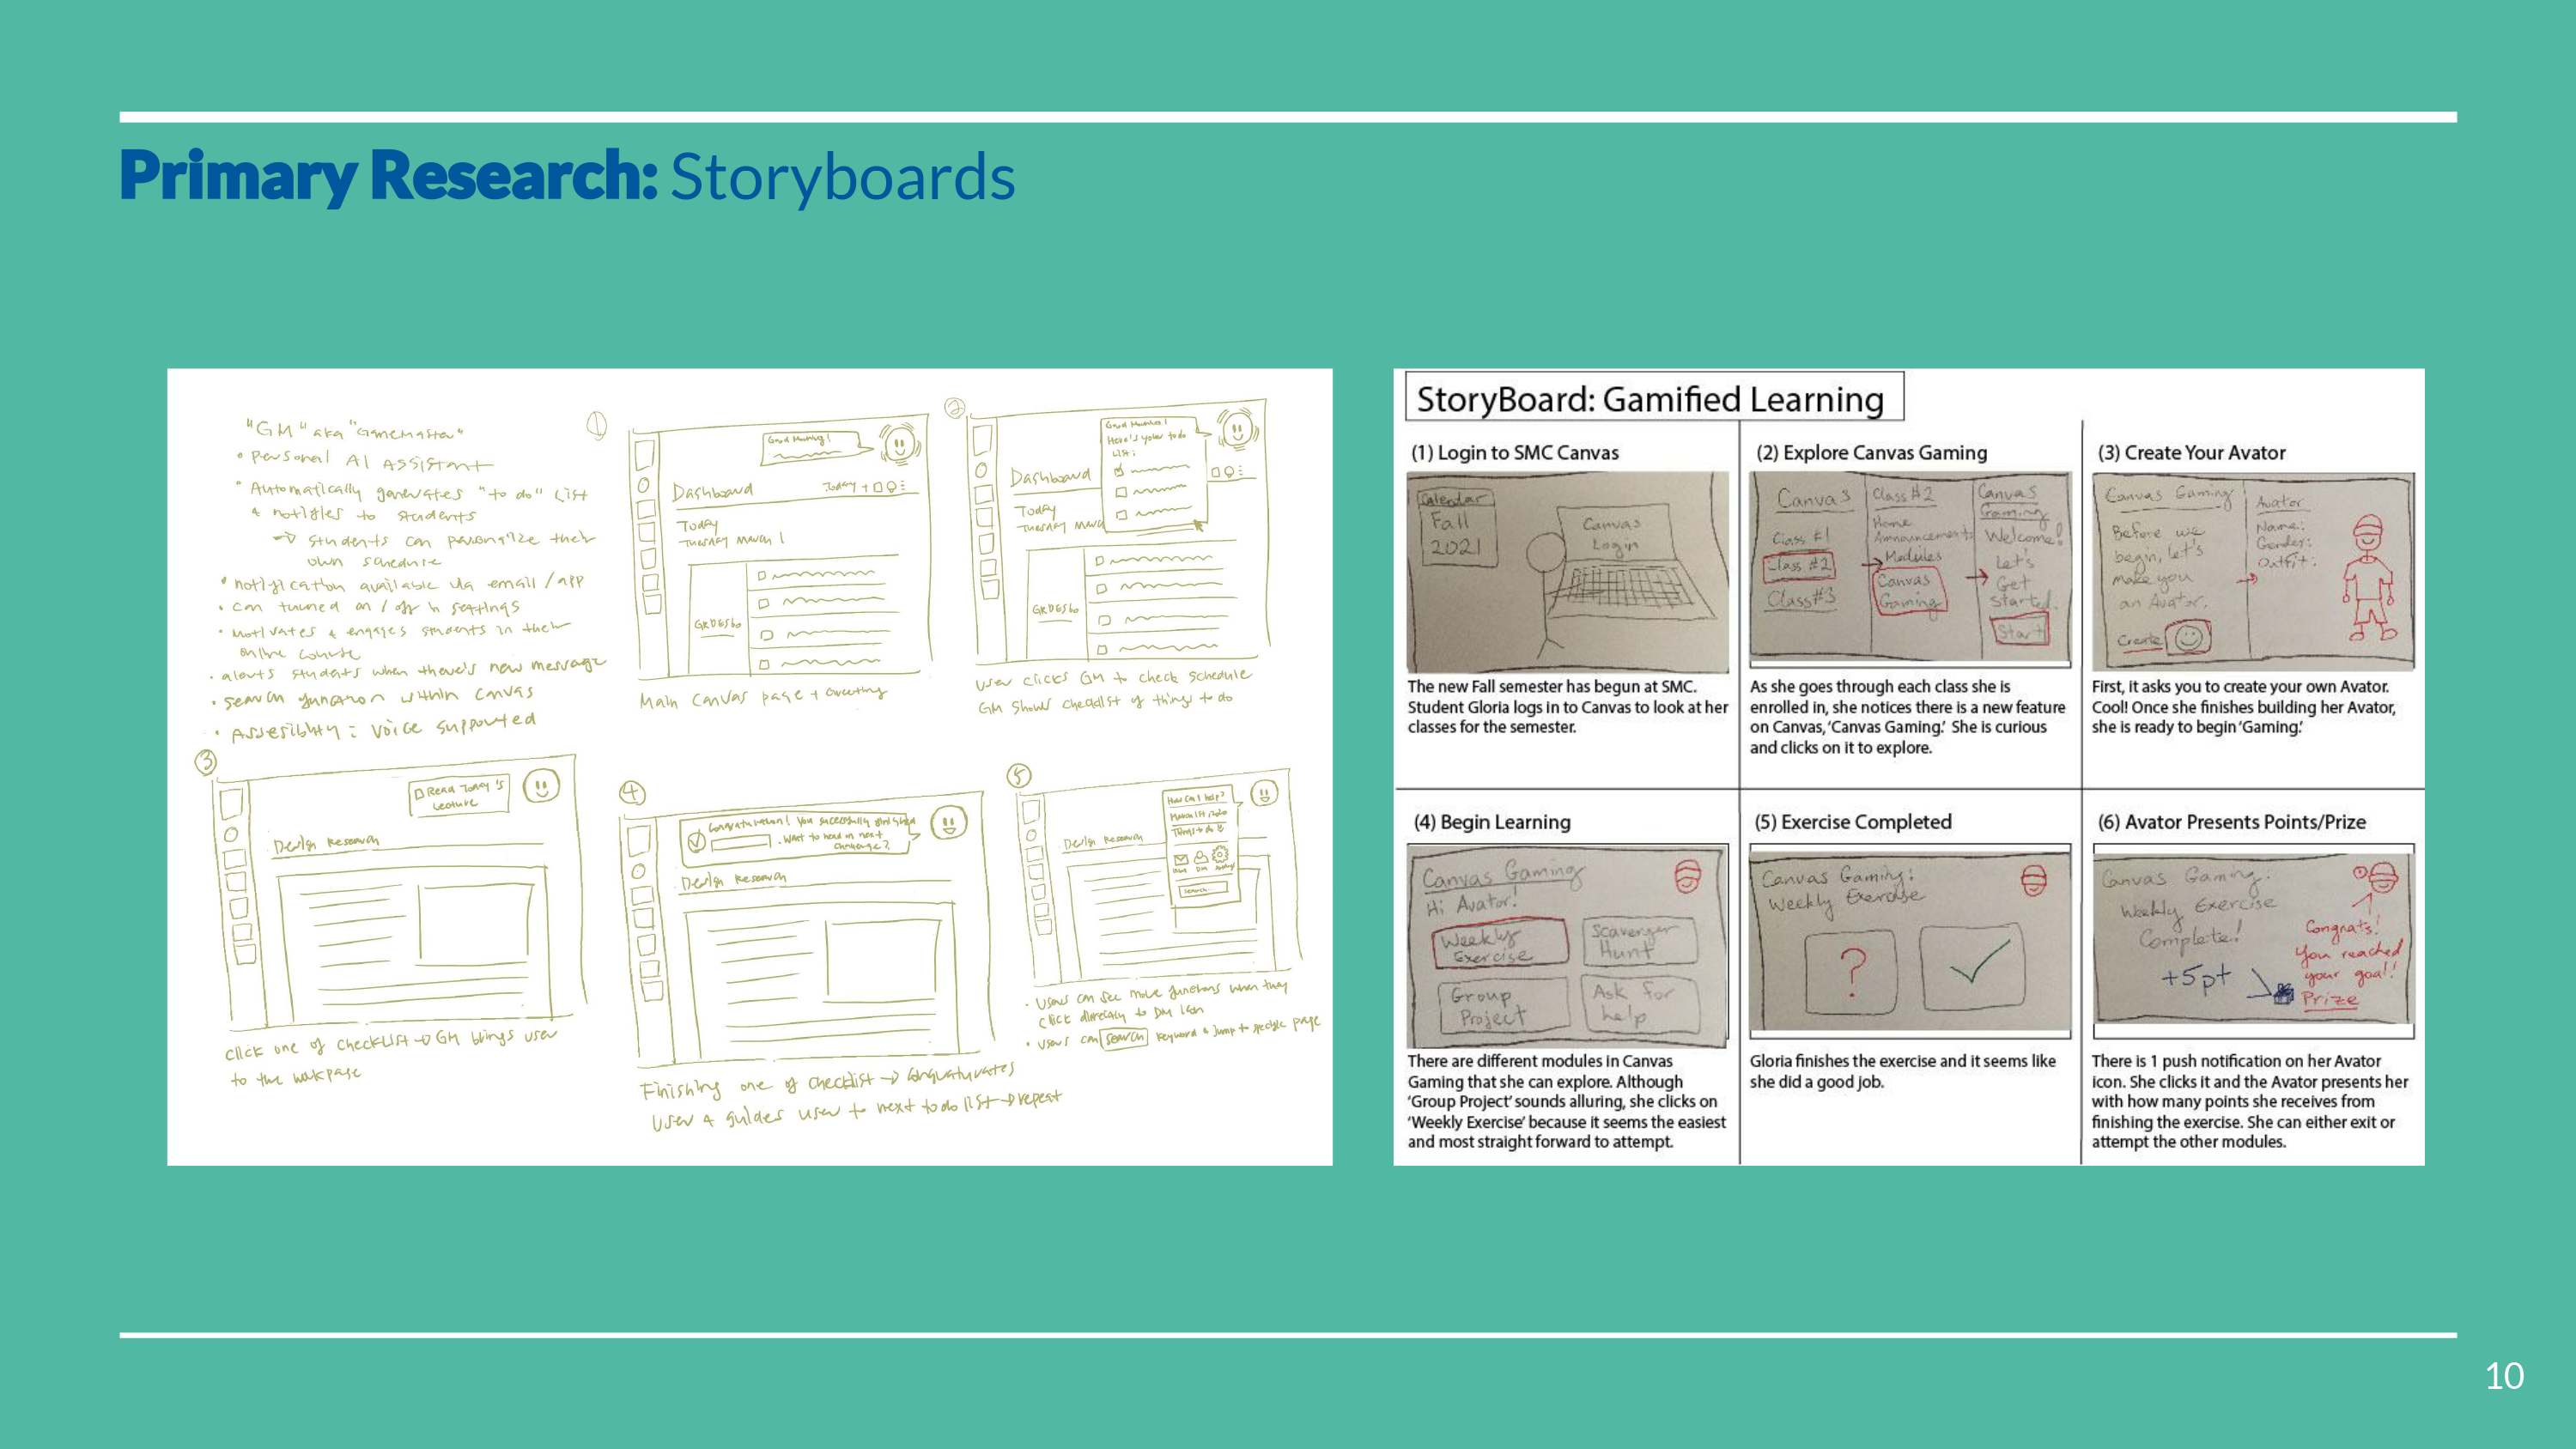 Primary Research: Storyboards
"GM" aka "Gamemaster"
• Personal AI Assistant
• Automatically generates "to do" list
& notifies to students
→ students can personalize their
own schedule
• notification available via email / app
• can turned on / off in settings
• motivates & engages students in their
online course
• alerts students when there's new message
• search function within canvas
• Assesiblity : voice supported
1
Good Morning!
Dashboard
Today +
Today
Tuesday March 1
GRDES60
Main Canvas page + Greeting
2
Good Morning!
Here's your todo
list:
Dashboard
Today
Tuesday Marc
GRDES60
User clicks GM to check schedule
GM shows checklist of things to do
3
Read Today's
Lecture
Design Research
click one of checklist → GM brings user
to the workpage
4
Congraturation! You successfully finished
. Want to head in next
challenge?
Design Research
Finishing one of checklist → congraturates
user & guides user to next to do list → repeat
5
How can I help?
Things to do
Search
Design Research
• Users can see more functions when they
click directly to DM icon
• users can search keyword & jump to specific page
StoryBoard: Gamified Learning
(1) Login to SMC Canvas
Calendar
Fall
2021
Canvas
Login
The new Fall semester has begun at SMC.
Student Gloria logs in to Canvas to look at her
classes for the semester.
(2) Explore Canvas Gaming
Canvas
Class #1
Class #2
Class #3
Class #2
Home
Announcements
Modules
Canvas
Gaming
Canvas
Gaming
Welcome!
Let's
Get
Started.
Start
As she goes through each class she is
enrolled in, she notices there is a new feature
on Canvas, 'Canvas Gaming.' She is curious
and clicks on it to explore.
(3) Create Your Avator
Canvas Gaming
Before we
begin, let's
make you
an Avator.
Create
Avator
Name:
Gender:
Outfit:
First, it asks you to create your own Avator.
Cool! Once she finishes building her Avator,
she is ready to begin 'Gaming.'
(4) Begin Learning
Canvas Gaming
Hi Avator!
Weekly
Exercise
Scavenger
Hunt
Group
Project
Ask for
help
There are different modules in Canvas
Gaming that she can explore. Although
'Group Project' sounds alluring, she clicks on
'Weekly Exercise' because it seems the easiest
and most straight forward to attempt.
(5) Exercise Completed
Canvas Gaming:
Weekly Exercise
?
Gloria finishes the exercise and it seems like
she did a good job.
(6) Avator Presents Points/Prize
Canvas Gaming.
Weekly Exercise
Complete!
+5pt
Congrats!
You reached
your goal!
Prize
There is 1 push notification on her Avator
icon. She clicks it and the Avator presents her
with how many points she receives from
finishing the exercise. She can either exit or
attempt the other modules.
10